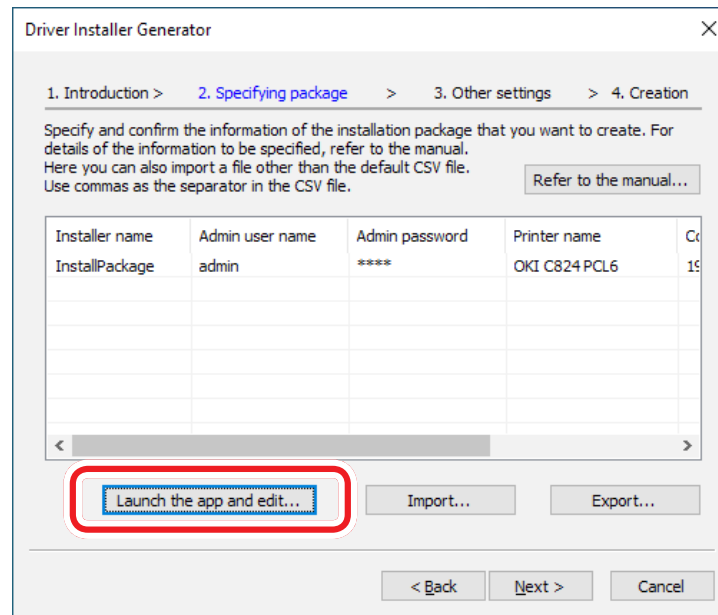 Driver Installer Generator
1. Introduction > 2. Specifying package > 3. Other settings > 4. Creation
Specify and confirm the information of the installation package that you want to create. For
details of the information to be specified, refer to the manual.
Here you can also import a file other than the default CSV file.
Use commas as the separator in the CSV file.
Refer to the manual...
Installer name Admin user name Admin password Printer name
InstallPackage admin **** OKI C824 PCL6
Launch the app and edit... Import... Export...
< Back Next > Cancel